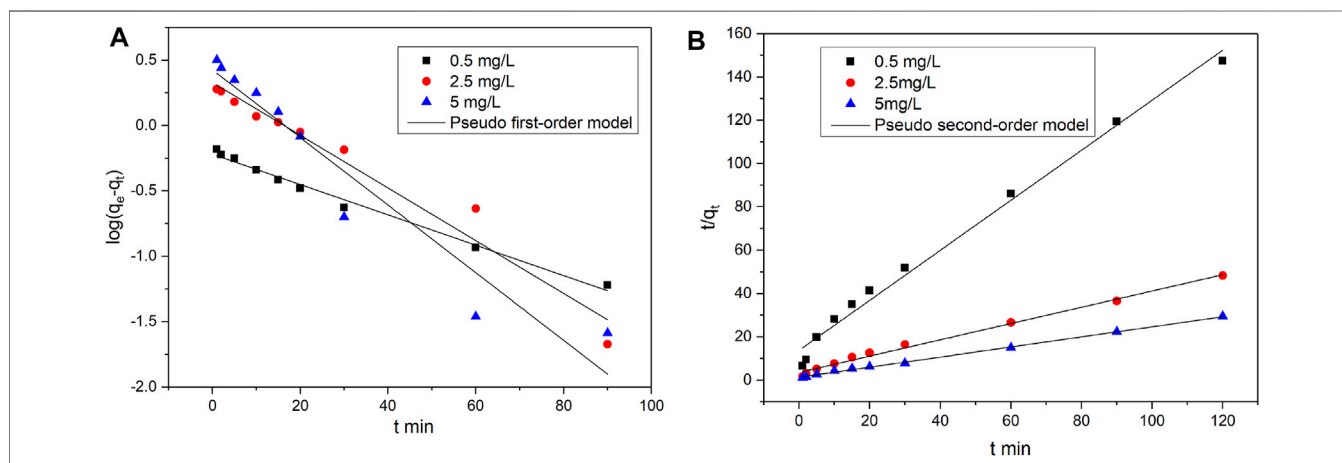 A
0.5 mg/L
2.5 mg/L
5 mg/L
Pseudo first-order model
0.5
0.0
-0.5
-1.0
-1.5
-2.0
log(qe-qt)
0 20 40 60 80 100
t min
B
0.5 mg/L
2.5mg/L
5mg/L
Pseudo second-order model
160
140
120
100
80
60
40
20
0
t/qt
0 20 40 60 80 100 120
t min